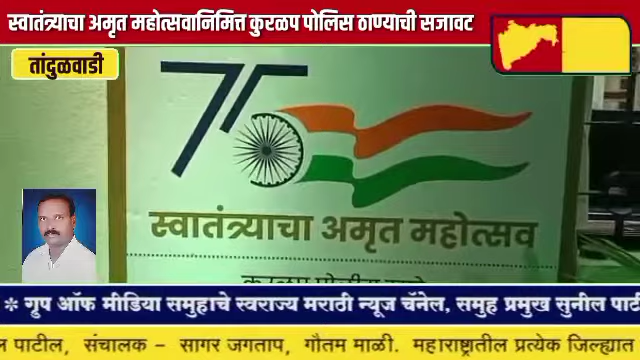 स्वातंत्र्याचा अमृत महोत्सवानिमित्त कुरळप पोलिस ठाण्याची सजावट
तांदुळवाडी
75
स्वातंत्र्याचा अमृत महोत्सव
* ग्रुप ऑफ मीडिया समुहाचे स्वराज्य मराठी न्यूज चॅनेल, समुह प्रमुख सुनील पाटी
पाटील, संचालक – सागर जगताप, गौतम माळी. महाराष्ट्रातील प्रत्येक जिल्ह्यात